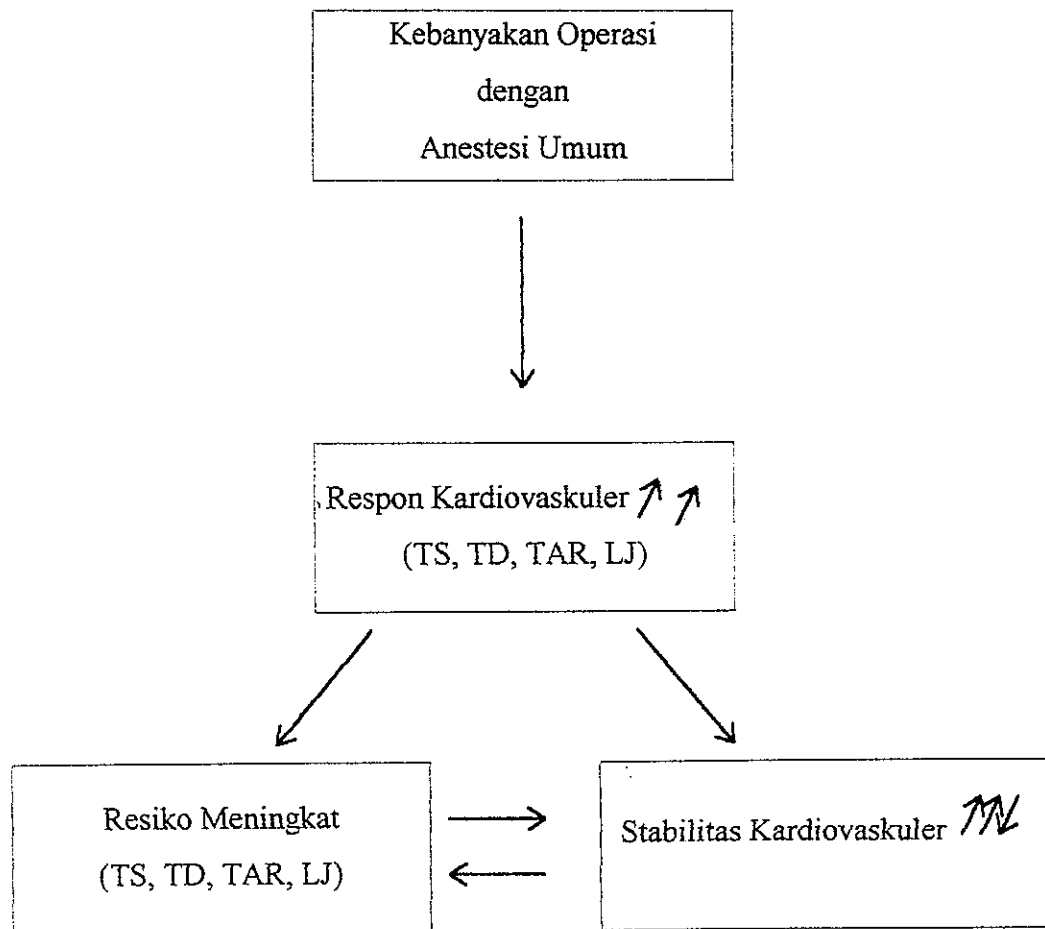 Kebanyakan Operasi
dengan
Anestesi Umum
Respon Kardiovaskuler ↗ ↗
(TS, TD, TAR, LJ)
Resiko Meningkat
(TS, TD, TAR, LJ)
Stabilitas Kardiovaskuler ↗↗↙